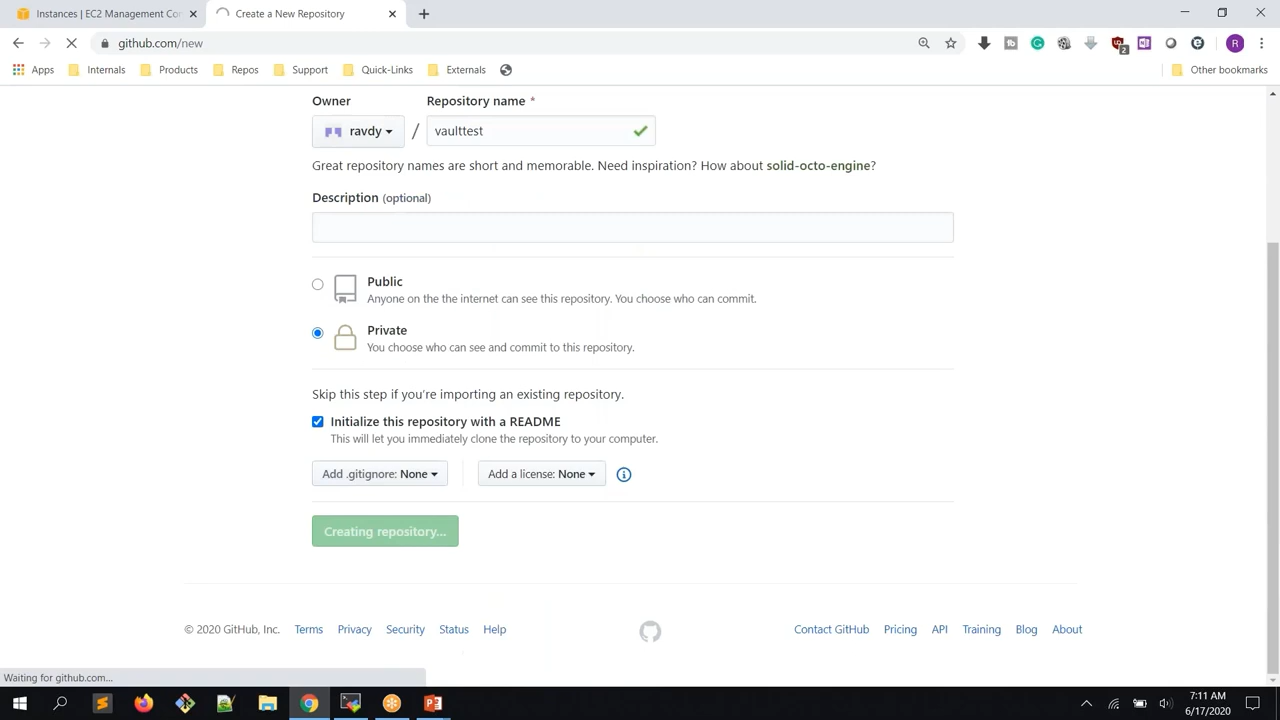 Instances | EC2 Management Con
Create a New Repository
github.com/new
2
R
Apps
Internals
Products
Repos
Support
Quick-Links
Externals
Other bookmarks
Owner
Repository name *
ravdy
/
vaulttest
Great repository names are short and memorable. Need inspiration? How about solid-octo-engine?
Description (optional)
Public
Anyone on the the internet can see this repository. You choose who can commit.
Private
You choose who can see and commit to this repository.
Skip this step if you're importing an existing repository.
Initialize this repository with a README
This will let you immediately clone the repository to your computer.
Add .gitignore: None
Add a license: None
Creating repository...
© 2020 GitHub, Inc. Terms Privacy Security Status Help
Contact GitHub Pricing API Training Blog About
Waiting for github.com...
7:11 AM
6/17/2020